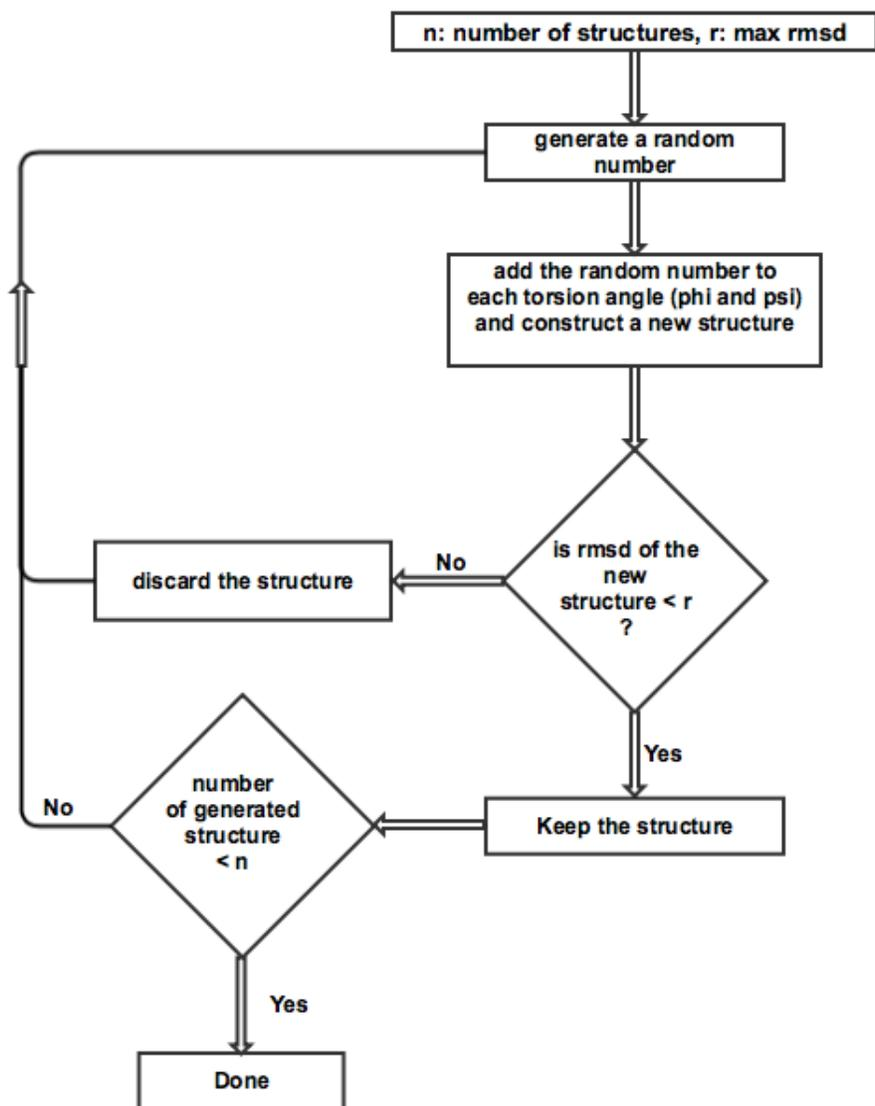 n: number of structures, r: max rmsd
generate a random
number
add the random number to
each torsion angle (phi and psi)
and construct a new structure
is rmsd of the
new
structure < r
?
No
discard the structure
Yes
Keep the structure
number
of generated
structure
< n
No
Yes
Done